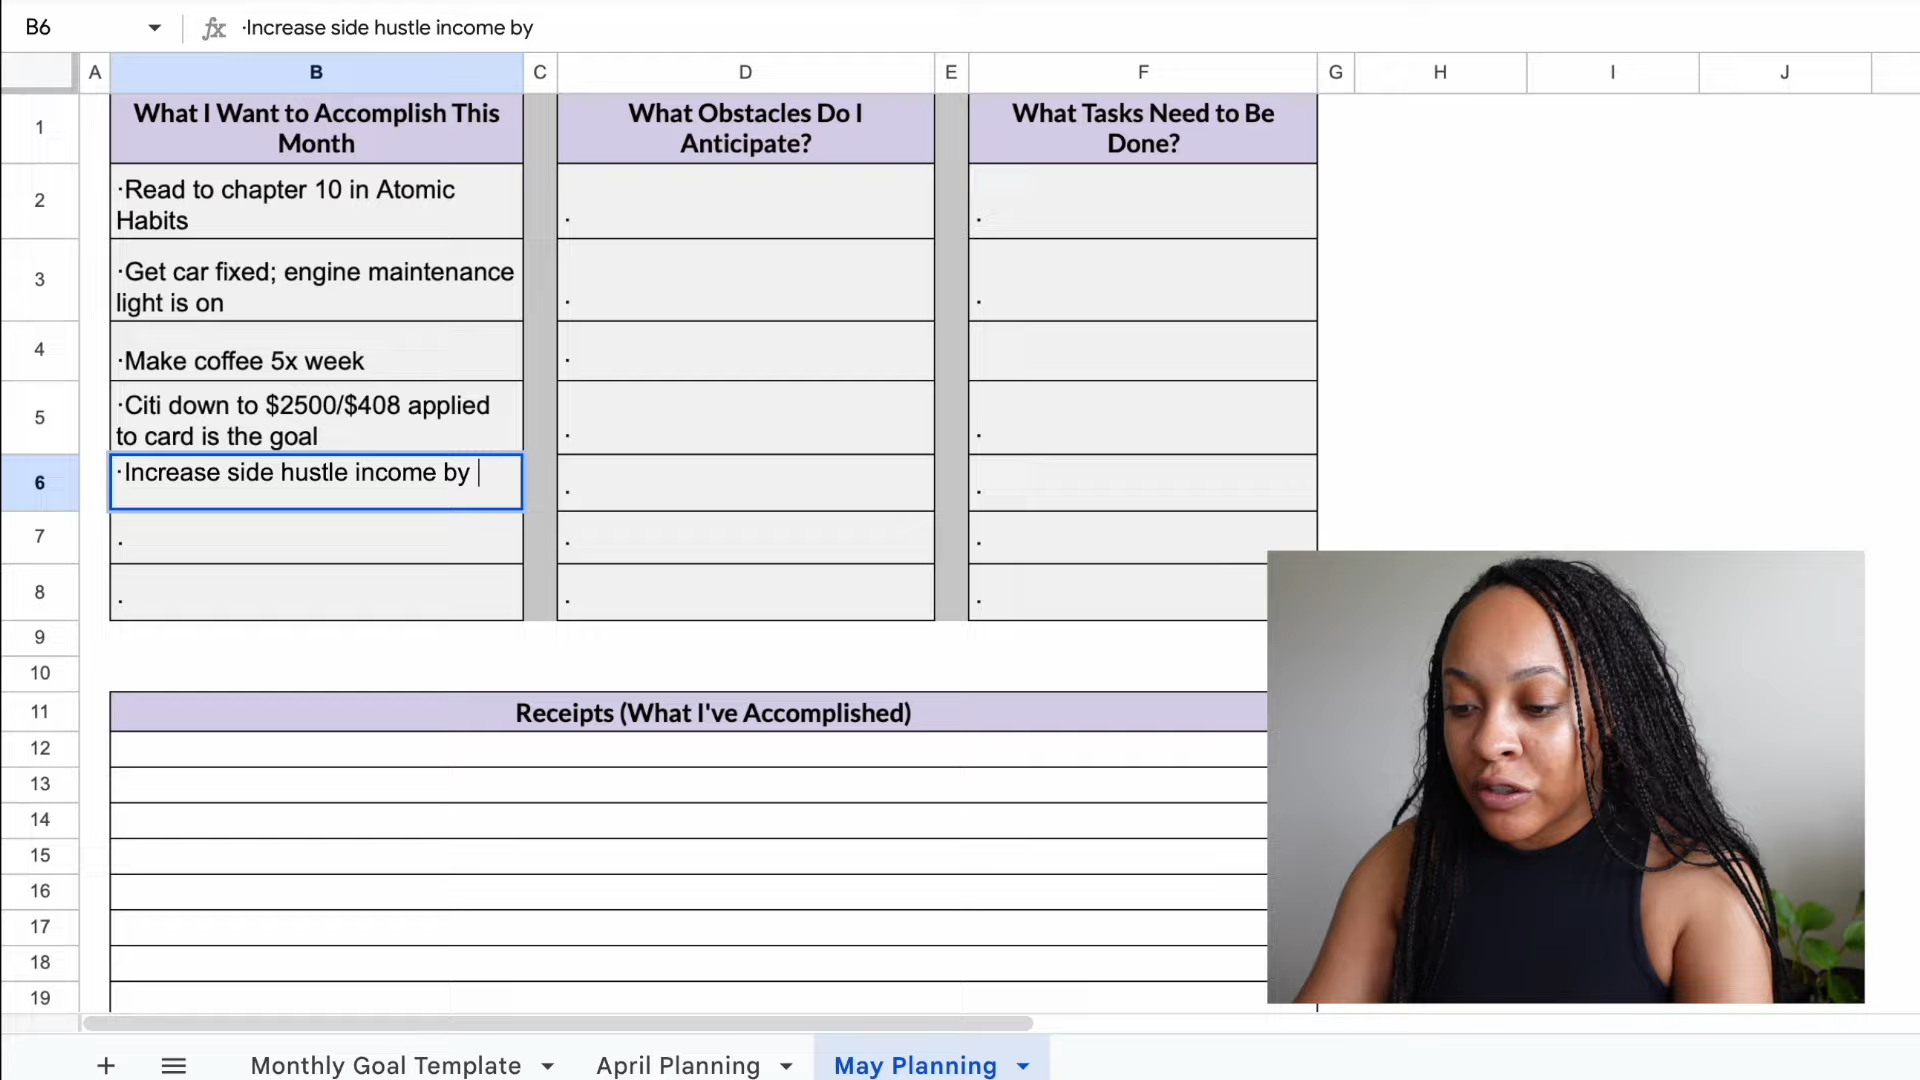 B6
fx ·Increase side hustle income by
A B C D E F G H I J
1 What I Want to Accomplish This What Obstacles Do I What Tasks Need to Be
Month Anticipate? Done?
2 ·Read to chapter 10 in Atomic
Habits . .
3 ·Get car fixed; engine maintenance
light is on . .
4 ·Make coffee 5x week .
5 ·Citi down to $2500/$408 applied
to card is the goal . .
6 ·Increase side hustle income by . .
7 . . .
8 . . .
9
10
11 Receipts (What I've Accomplished)
12
13
14
15
16
17
18
19
+ Monthly Goal Template April Planning May Planning